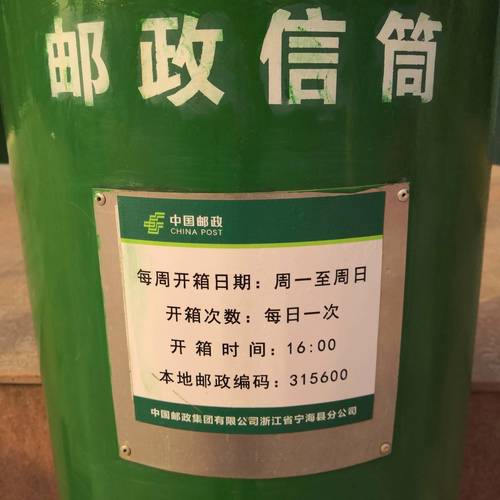 邮政信筒
中国邮政
CHINA POST
每周开箱日期：周一至周日
开箱次数：每日一次
开箱时间：16:00
本地邮政编码：315600
中国邮政集团有限公司浙江省宁海县分公司